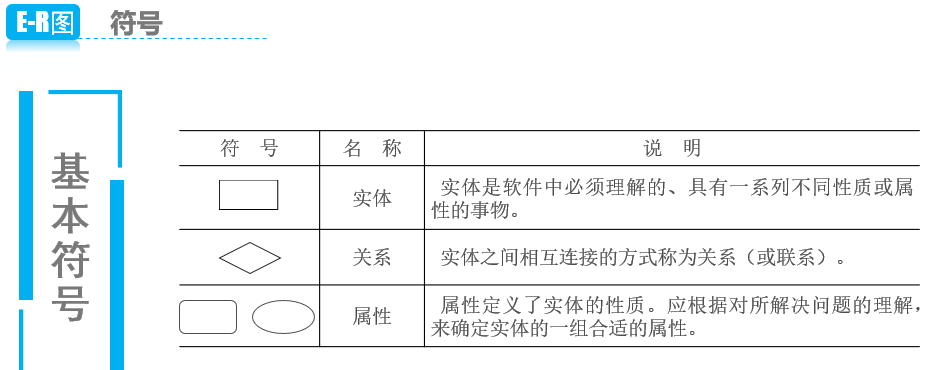 E-R图 符号
基本符号
符 号 名 称 说 明
实体 实体是软件中必须理解的、具有一系列不同性质或属
性的事物。
关系 实体之间相互连接的方式称为关系（或联系）。
属性 属性定义了实体的性质。应根据对所解决问题的理解，
来确定实体的一组合适的属性。